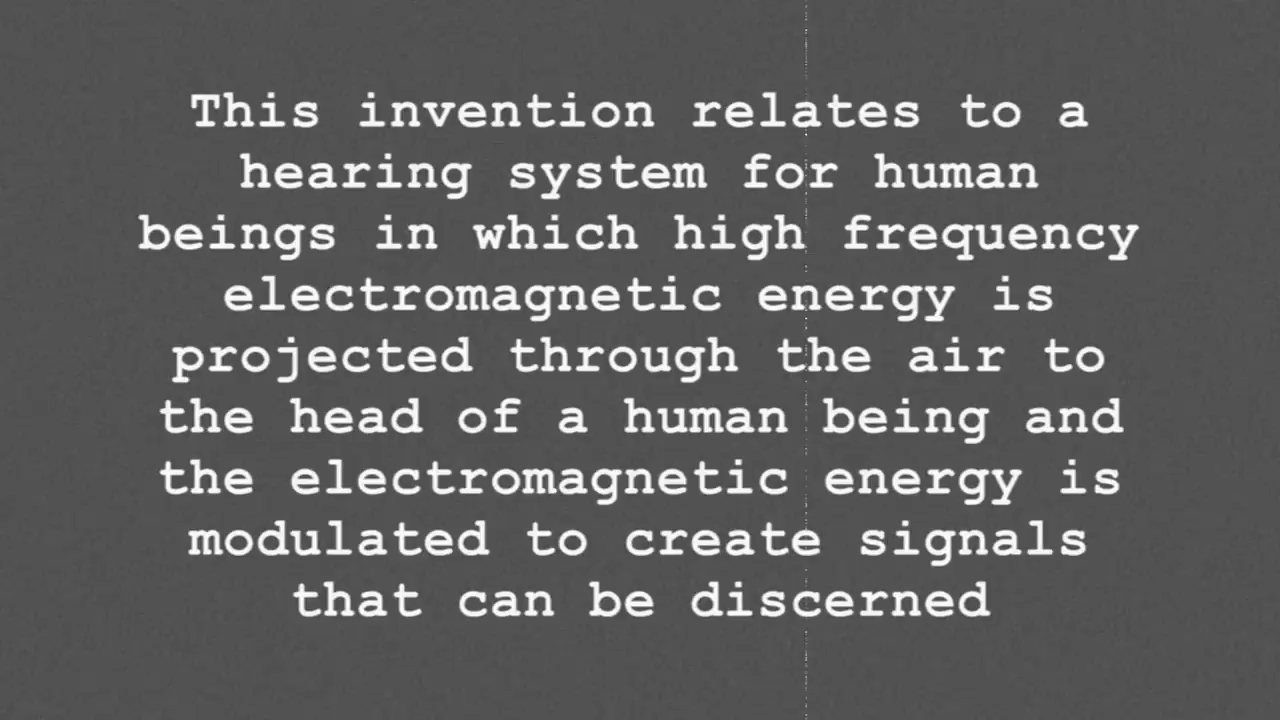 This invention relates to a
hearing system for human
beings in which high frequency
electromagnetic energy is
projected through the air to
the head of a human being and
the electromagnetic energy is
modulated to create signals
that can be discerned